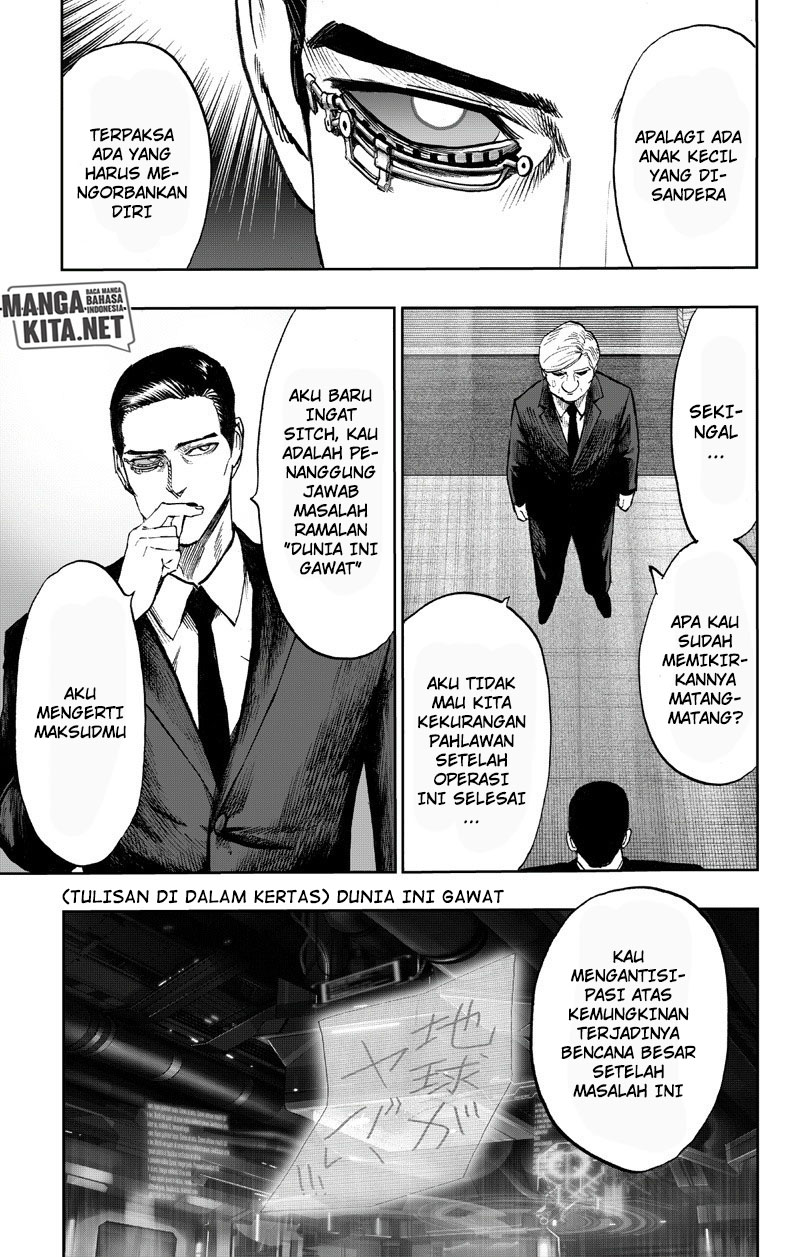 APALAGI ADA
ANAK KECIL
YANG DI-
SANDERA
TERPAKSA
ADA YANG
HARUS ME-
NGORBANKAN
DIRI
MANGA
KITA.NET
BACA MANGA
BAHASA
INDONESIA
SEKI-
NGAL
...
APA KAU
SUDAH
MEMIKIR-
KANNYA
MATANG-
MATANG?
AKU TIDAK
MAU KITA
KEKURANGAN
PAHLAWAN
SETELAH
OPERASI
INI SELESAI
...
AKU BARU
INGAT
SITCH, KAU
ADALAH PE-
NANGGUNG
JAWAB
MASALAH
RAMALAN
"DUNIA INI
GAWAT"
AKU
MENGERTI
MAKSUDMU
(TULISAN DI DALAM KERTAS) DUNIA INI GAWAT
KAU
MENGANTISI-
PASI ATAS
KEMUNGKINAN
TERJADINYA
BENCANA BESAR
SETELAH
MASALAH INI
地球が
ヤバい!!!